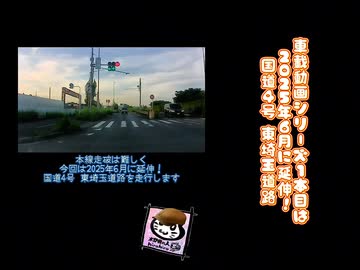 車載動画シリーズ1本目は
2025年6月に延伸！
国道4号 東埼玉道路
本線走破は難しく
今回は2025年6月に延伸！
国道4号 東埼玉道路を走行します